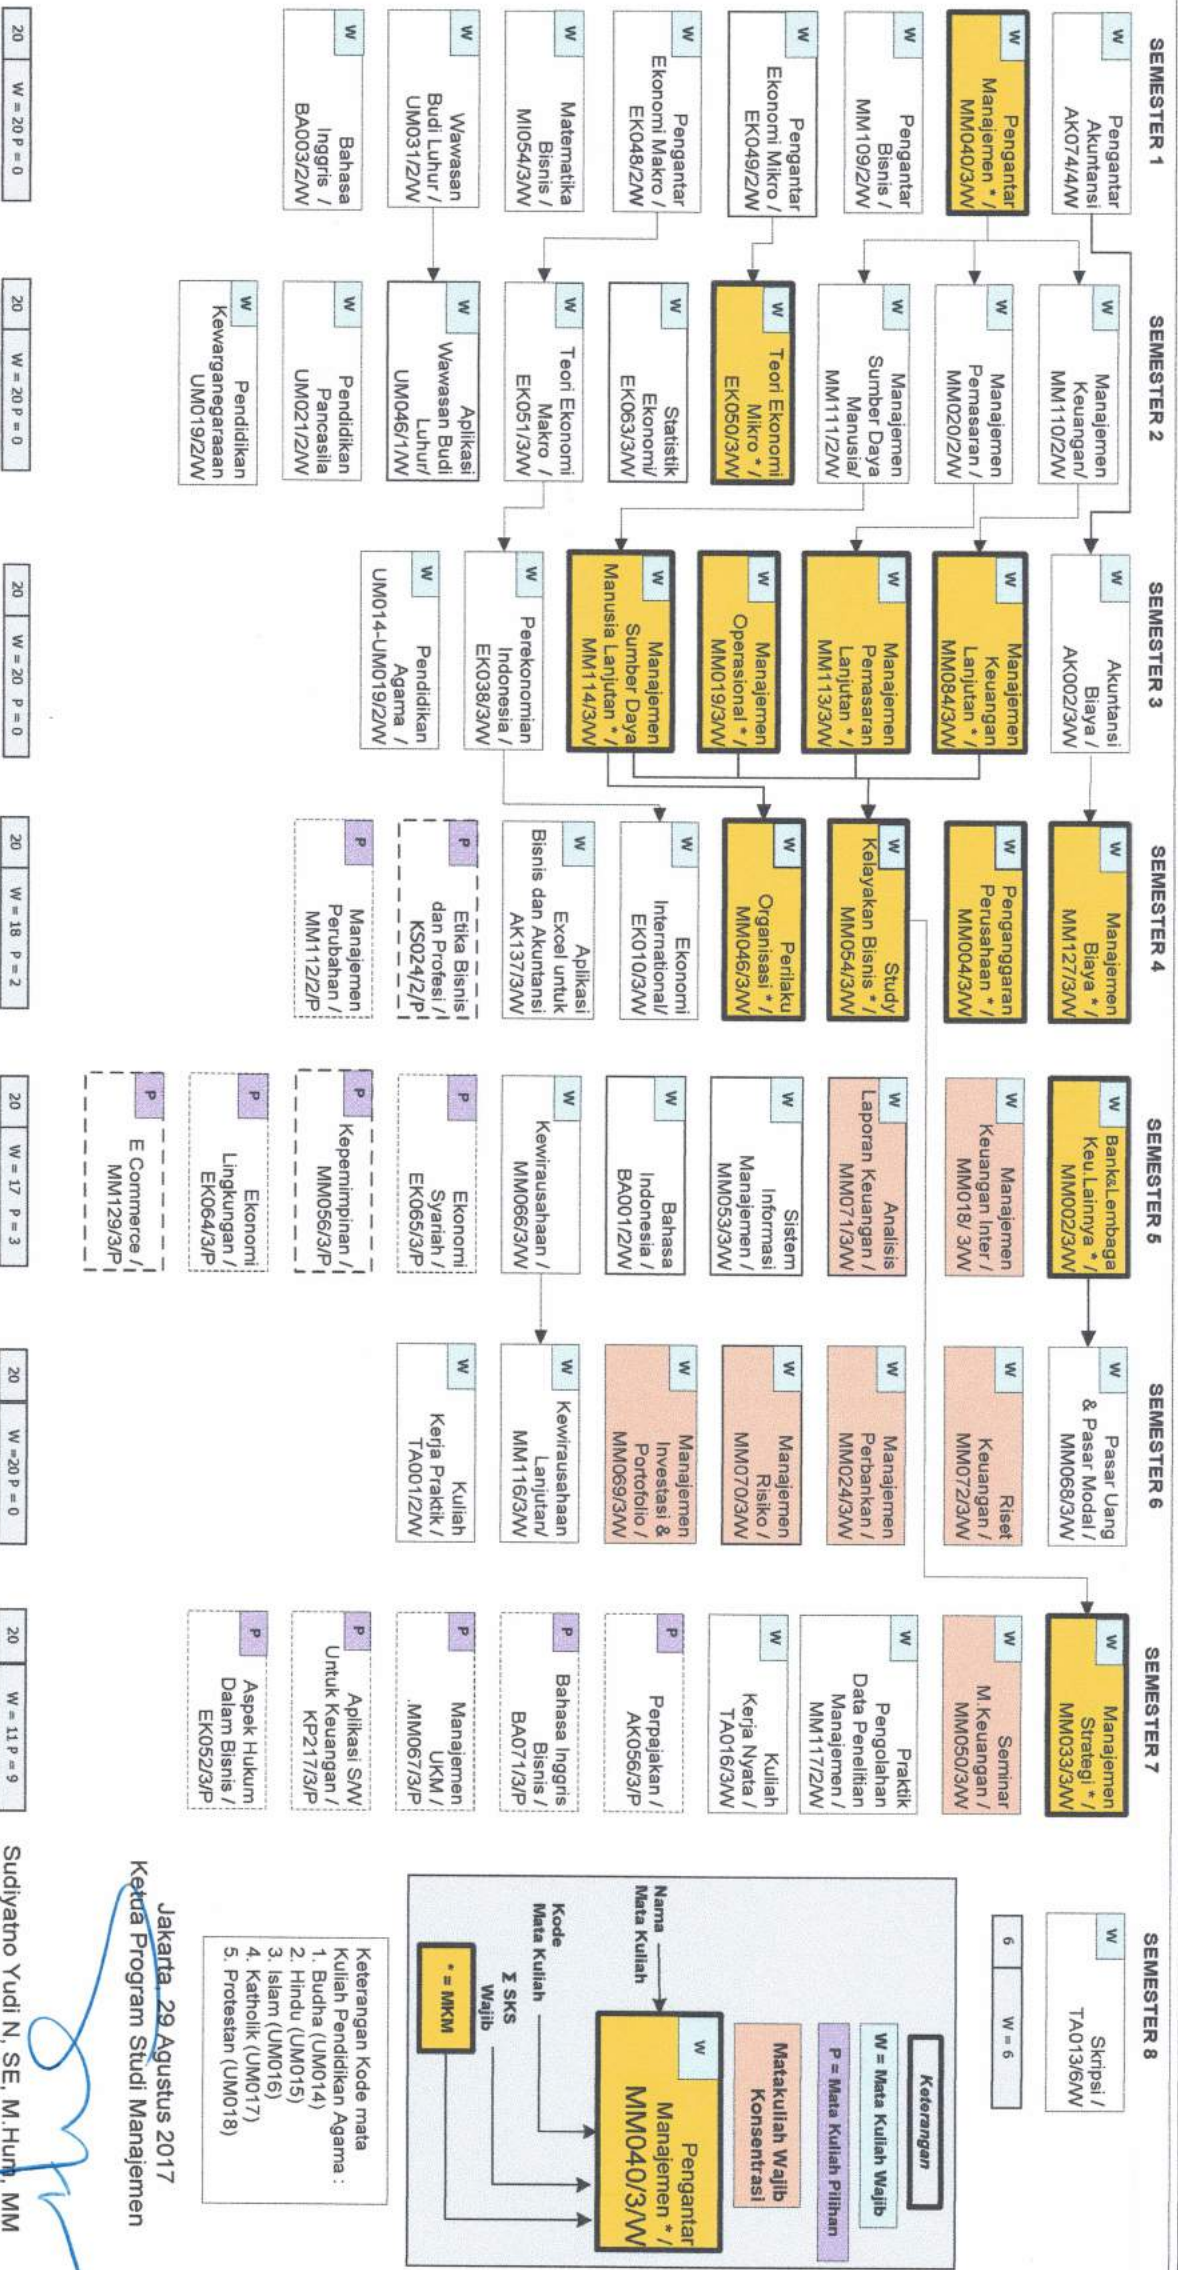 SEMESTER 1
W
Pengantar
Akuntansi
AK074/4/W
W
Pengantar
Manajemen * /
MM040/3/W
W
Pengantar
Bisnis /
MM109/2/W
W
Pengantar
Ekonomi Mikro /
EK049/2/W
W
Pengantar
Ekonomi Makro /
EK048/2/W
W
Matematika
Bisnis /
MI054/3/W
W
Wawasan
Budi Luhur /
UM031/2/W
W
Bahasa
Inggris /
BA003/2/W
20 W = 20 P = 0
SEMESTER 2
W
Manajemen
Keuangan/
MM110/2/W
W
Manajemen
Pemasaran /
MM020/2/W
W
Manajemen
Sumber Daya
Manusia/
MM111/2/W
W
Teori Ekonomi
Mikro * /
EK050/3/W
W
Statistik
Ekonomi/
EK063/3/W
W
Teori Ekonomi
Makro /
EK051/3/W
W
Aplikasi
Wawasan Budi
Luhur/
UM046/1/W
W
Pendidikan
Pancasila
UM021/2/W
W
Pendidikan
Kewarganegaraaan
UM019/2/W
20 W = 20 P = 0
SEMESTER 3
W
Akuntansi
Biaya /
AK002/3/W
W
Manajemen
Keuangan
Lanjutan * /
MM084/3/W
W
Manajemen
Pemasaran
Lanjutan * /
MM113/3/W
W
Manajemen
Operasional * /
MM019/3/W
W
Manajemen
Sumber Daya
Manusia Lanjutan * /
MM114/3/W
W
Perekonomian
Indonesia /
EK038/3/W
W
Pendidikan
Agama /
UM014-UM019/2/W
20 W = 20 P = 0
SEMESTER 4
W
Manajemen
Biaya * /
MM127/3/W
W
Penganggaran
Perusahaan * /
MM004/3/W
W
Study
Kelayakan Bisnis * /
MM054/3/W
W
Perilaku
Organisasi * /
MM046/3/W
W
Ekonomi
International/
EK010/3/W
W
Aplikasi
Excel untuk
Bisnis dan Akuntansi
AK137/3/W
P
Etika Bisnis
dan Profesi /
KS024/2/P
P
Manajemen
Perubahan /
MM112/2/P
20 W = 18 P = 2
SEMESTER 5
W
Bank&Lembaga
Keu.Lainnya * /
MM002/3/W
W
Manajemen
Keuangan Inter /
MM018/ 3/W
W
Analisis
Laporan Keuangan /
MM071/3/W
W
Sistem
Informasi
Manajemen /
MM053/3/W
W
Bahasa
Indonesia /
BA001/2/W
W
Kewirausahaan /
MM066/3/W
P
Ekonomi
Syariah /
EK065/3/P
P
Kepemimpinan /
MM056/3/P
P
Ekonomi
Lingkungan /
EK064/3/P
P
E Commerce /
MM129/3/P
20 W = 17 P = 3
SEMESTER 6
W
Pasar Uang
& Pasar Modal /
MM068/3/W
W
Riset
Keuangan /
MM072/3/W
W
Manajemen
Perbankan /
MM024/3/W
W
Manajemen
Risiko /
MM070/3/W
W
Manajemen
Investasi &
Portofolio /
MM069/3/W
W
Kewirausahaan
Lanjutan/
MM116/3/W
W
Kuliah
Kerja Praktik /
TA001/2/W
20 W =20 P = 0
SEMESTER 7
W
Manajemen
Strategi * /
MM033/3/W
W
Seminar
M.Keuangan /
MM050/3/W
W
Praktik
Pengolahan
Data Penelitian
Manajemen /
MM117/2/W
W
Kuliah
Kerja Nyata /
TA016/3/W
P
Perpajakan /
AK056/3/P
P
Bahasa Inggris
Bisnis /
BA071/3/P
P
Manajemen
UKM /
.MM067/3/P
P
Aplikasi S/W
Untuk Keuangan /
KP217/3/P
P
Aspek Hukum
Dalam Bisnis /
EK052/3/P
20 W = 11 P = 9
SEMESTER 8
W
Skripsi /
TA013/6/W
6 W = 6
Keterangan
W = Mata Kuliah Wajib
P = Mata Kuliah Pilihan
Matakuliah Wajib
Konsentrasi
Nama
Mata Kuliah
W
Pengantar
Manajemen * /
MM040/3/W
Kode
Mata Kuliah
Σ SKS
Wajib
* = MKM
Keterangan Kode mata
Kuliah Pendidikan Agama :
1. Budha (UM014)
2. Hindu (UM015)
3. Islam (UM016)
4. Katholik (UM017)
5. Protestan (UM018)
Jakarta, 29 Agustus 2017
Ketua Program Studi Manajemen
Sudiyatno Yudi N, SE, M.Hum, MM